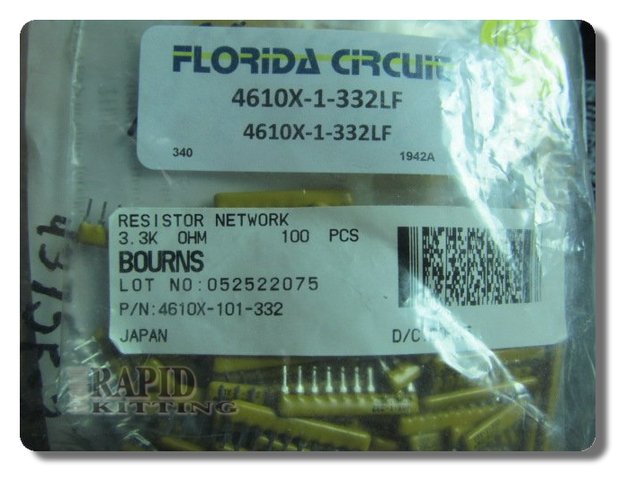 FLORIDA CIRCUIT
4610X-1-332LF
4610X-1-332LF
340 1942A
RESISTOR NETWORK
3.3K OHM 100 PCS
BOURNS
LOT NO:052522075
P/N:4610X-101-332
JAPAN D/C:
RAPID
KITTING